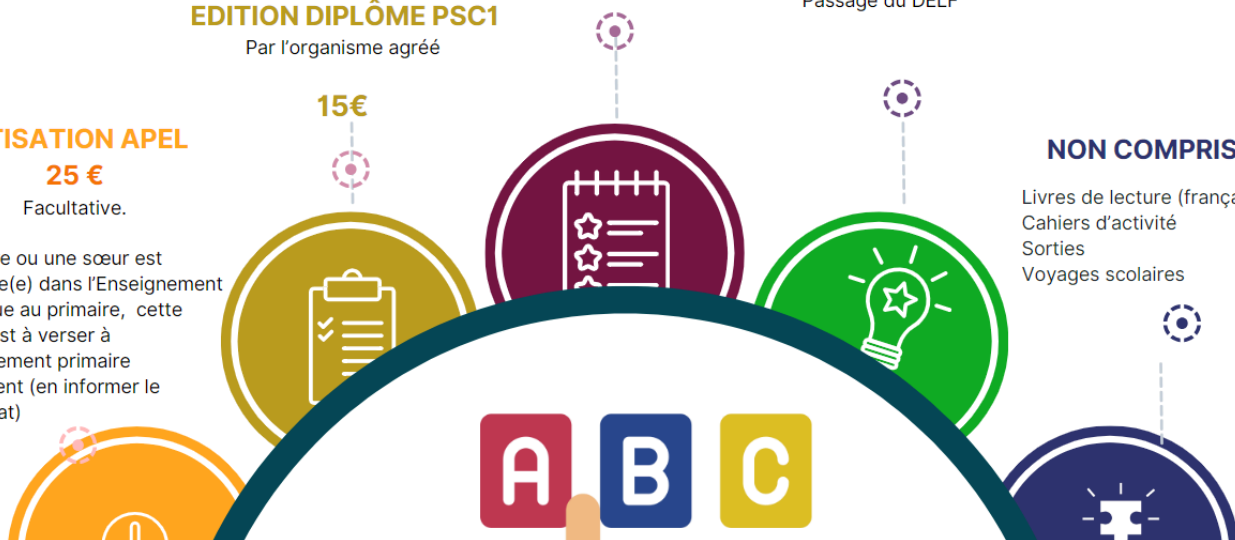 EDITION DIPLÔME PSC1
Par l'organisme agréé
15€
Passage du DELF
TISATION APEL
25 €
Facultative.
e ou une sœur est
e(e) dans l'Enseignement
ue au primaire, cette
st à verser à
ement primaire
ent (en informer le
at)
NON COMPRIS
Livres de lecture (frança
Cahiers d'activité
Sorties
Voyages scolaires
A B C